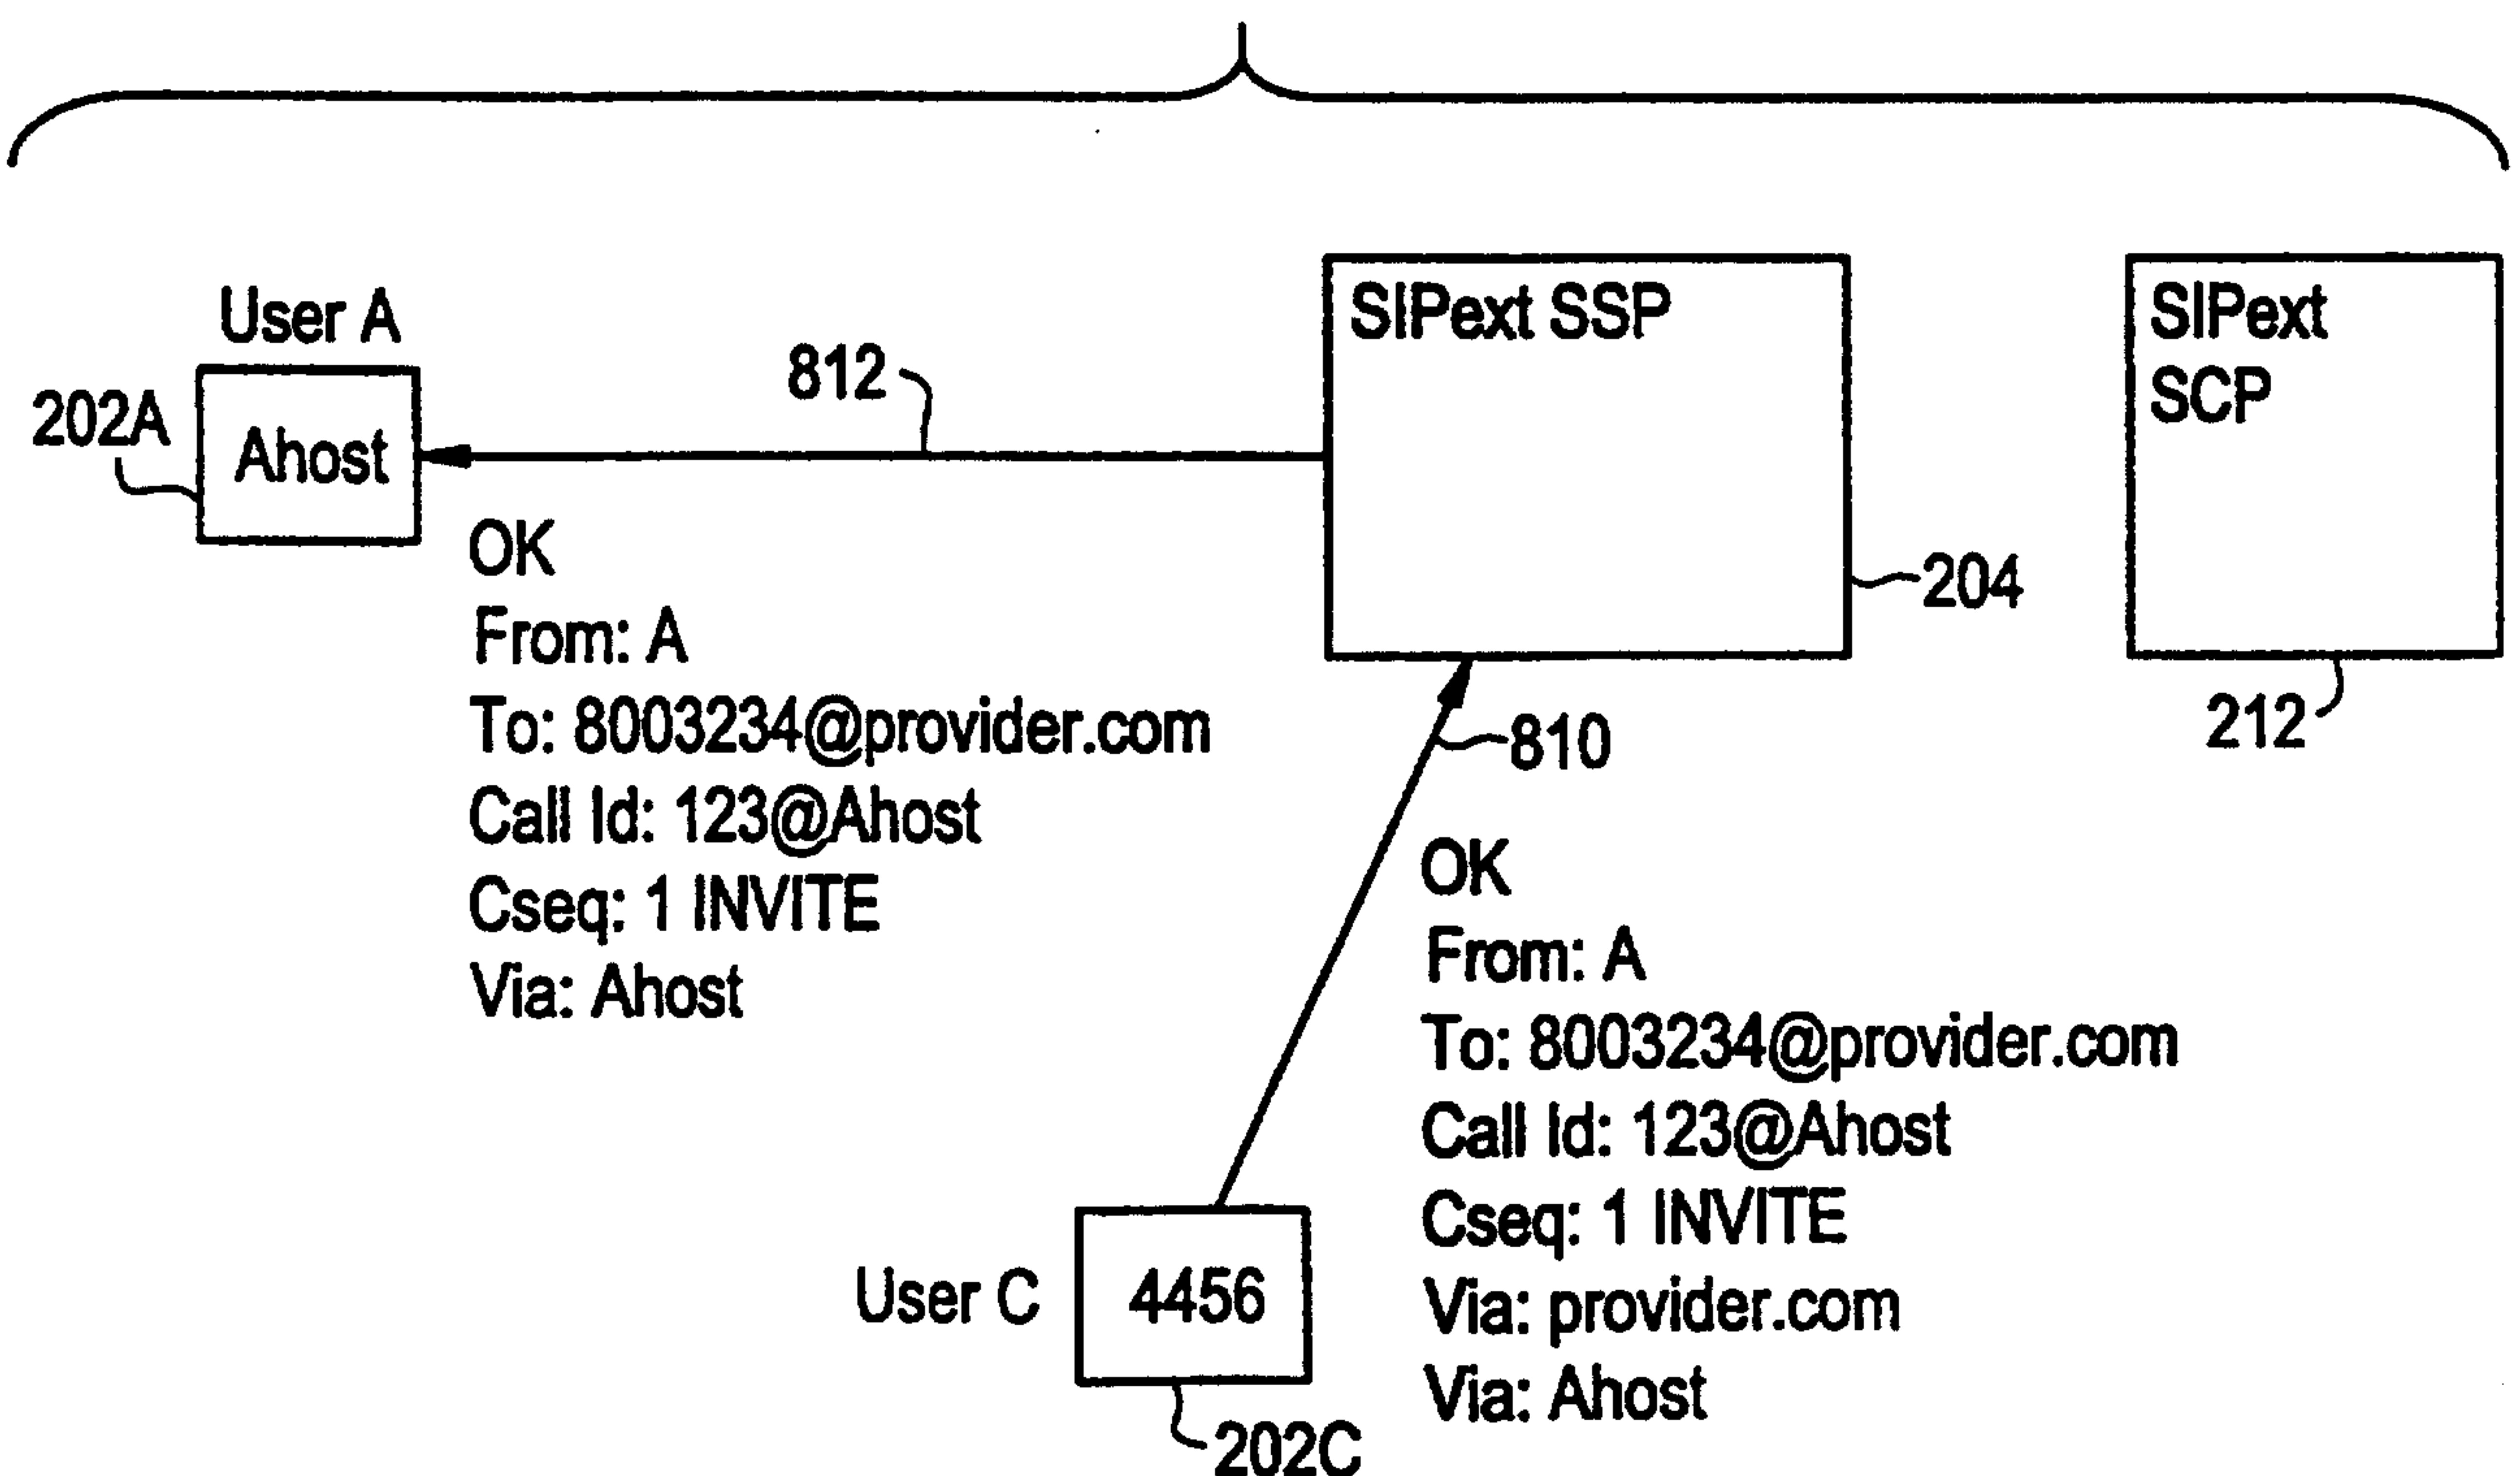 User A
202A
Ahost
812
SIPext SSP
204
SIPext
SCP
212
OK
From: A
To: 8003234@provider.com
Call Id: 123@Ahost
Cseq: 1 INVITE
Via: Ahost
810
OK
From: A
To: 8003234@provider.com
Call Id: 123@Ahost
Cseq: 1 INVITE
Via: provider.com
Via: Ahost
User C
4456
202C